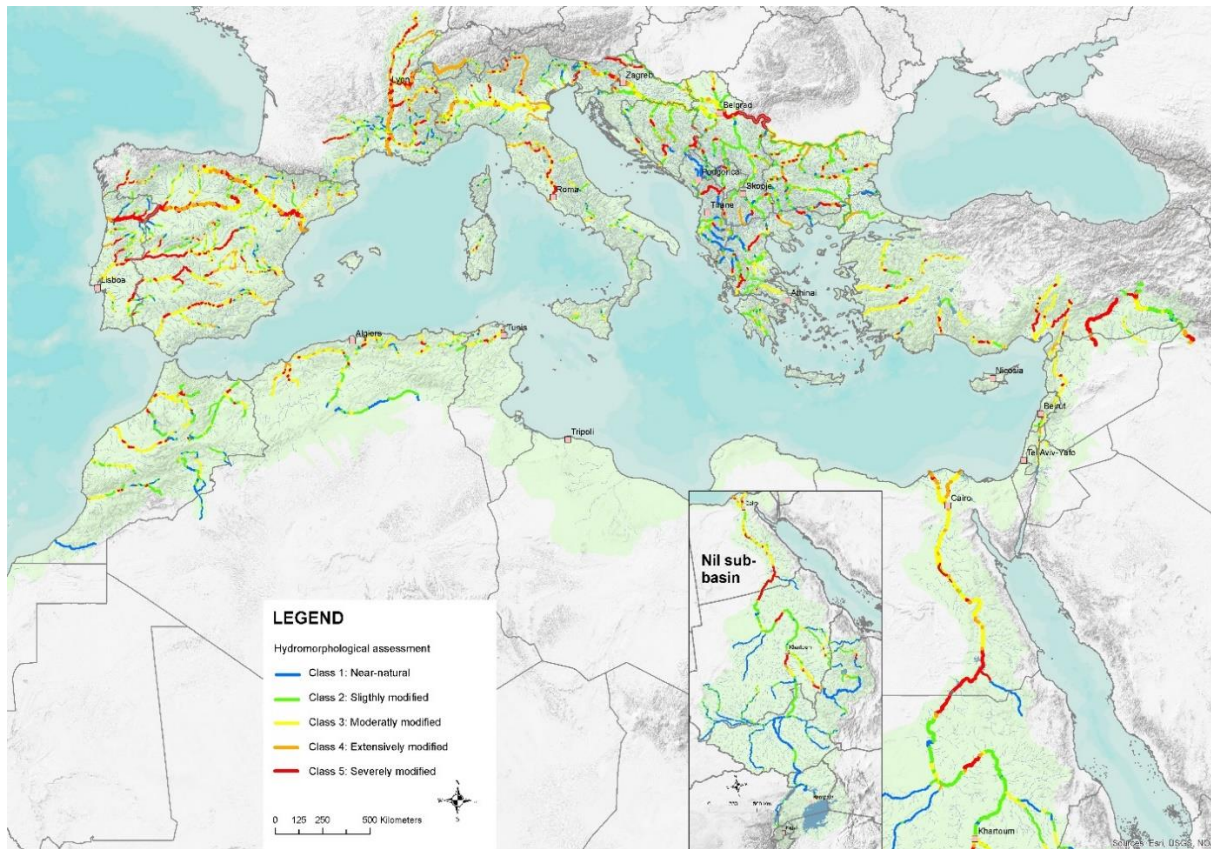 Lyon
Zagreb
Belgrad
Podgorica
Skopje
Tirane
Roma
Lisboa
Athinai
Algiers
Tunis
Nicosia
Beirut
Tripoli
Tel Aviv-Yafo
Cairo
Nil sub-
basin
Khartoum
LEGEND
Hydromorphological assessment
Class 1: Near-natural
Class 2: Sligthly modified
Class 3: Moderatly modified
Class 4: Extensively modified
Class 5: Severely modified
0 125 250 500 Kilometers
Khartoum
Sources: Esri, USGS, NO